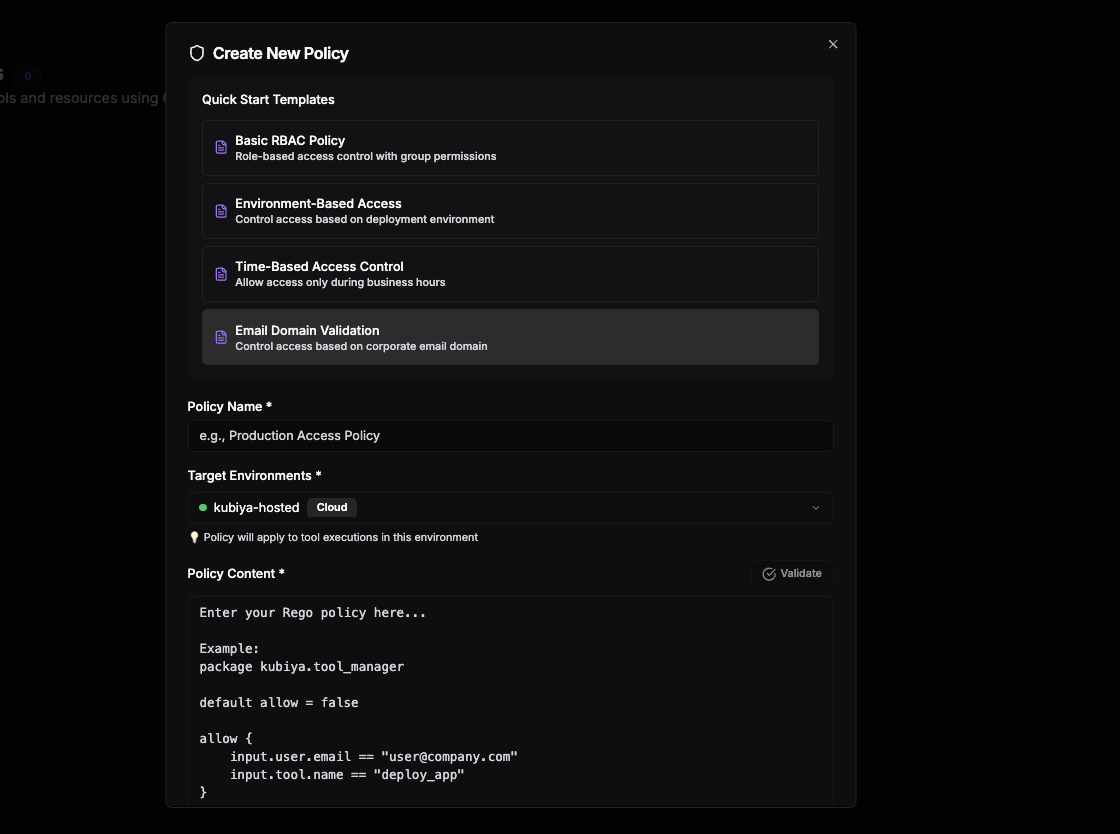 Create New Policy
0
ols and resources using
Quick Start Templates
Basic RBAC Policy
Role-based access control with group permissions
Environment-Based Access
Control access based on deployment environment
Time-Based Access Control
Allow access only during business hours
Email Domain Validation
Control access based on corporate email domain
Policy Name *
e.g., Production Access Policy
Target Environments *
kubiya-hosted Cloud
Policy will apply to tool executions in this environment
Policy Content *
Validate
Enter your Rego policy here...
Example:
package kubiya.tool_manager
default allow = false
allow {
    input.user.email == "user@company.com"
    input.tool.name == "deploy_app"
}